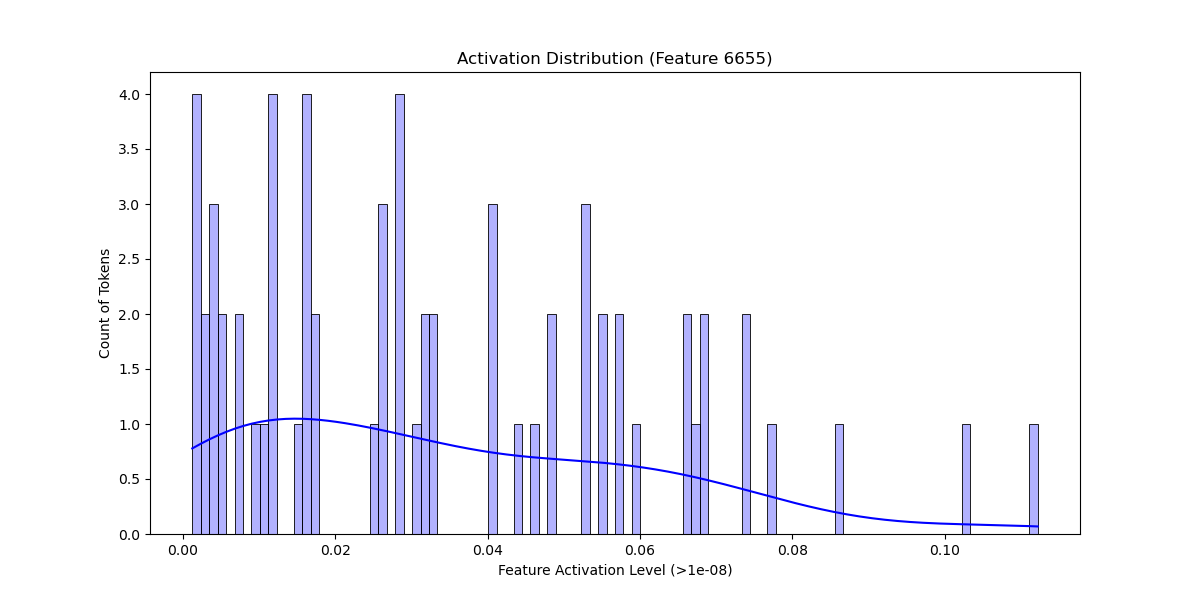 Activation Distribution (Feature 6655)
4.0
3.5
3.0
2.5
2.0
1.5
1.0
0.5
0.0
Count of Tokens
0.00 0.02 0.04 0.06 0.08 0.10
Feature Activation Level (>1e-08)